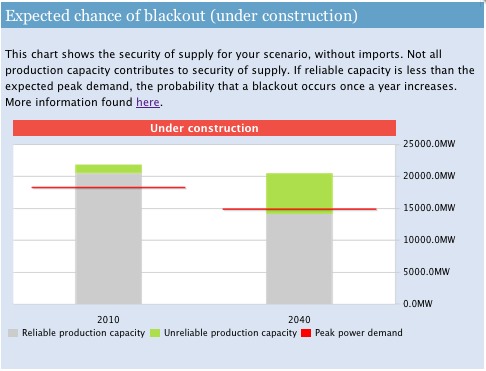 Expected chance of blackout (under construction)
This chart shows the security of supply for your scenario, without imports. Not all
production capacity contributes to security of supply. If reliable capacity is less than the
expected peak demand, the probability that a blackout occurs once a year increases.
More information found here.
Under construction
25000.0MW
20000.0MW
15000.0MW
10000.0MW
5000.0MW
0.0MW
2010 2040
Reliable production capacity Unreliable production capacity Peak power demand